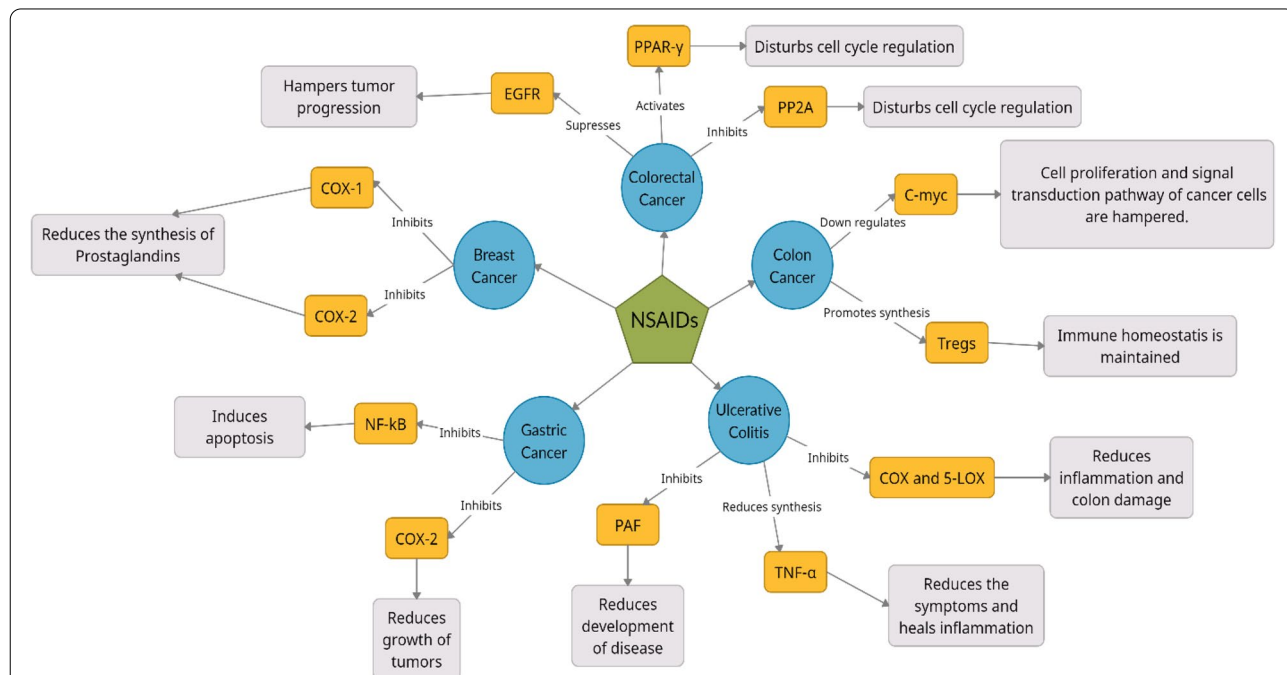 PPAR-γ
Disturbs cell cycle regulation
Hampers tumor
progression
EGFR
Supresses
Activates
Inhibits
PP2A
Disturbs cell cycle regulation
Colorectal
Cancer
COX-1
Inhibits
Reduces the synthesis of
Prostaglandins
Breast
Cancer
Inhibits
COX-2
C-myc
Down regulates
Cell proliferation and signal
transduction pathway of cancer cells
are hampered.
Colon
Cancer
Promotes synthesis
Tregs
Immune homeostatis is
maintained
NSAIDs
Induces
apoptosis
NF-kB
Inhibits
Gastric
Cancer
Inhibits
COX-2
Reduces
growth of
tumors
Ulcerative
Colitis
Inhibits
PAF
Reduces
development
of disease
Reduces synthesis
TNF-α
Reduces the
symptoms and
heals inflammation
Inhibits
COX and 5-LOX
Reduces
inflammation and
colon damage